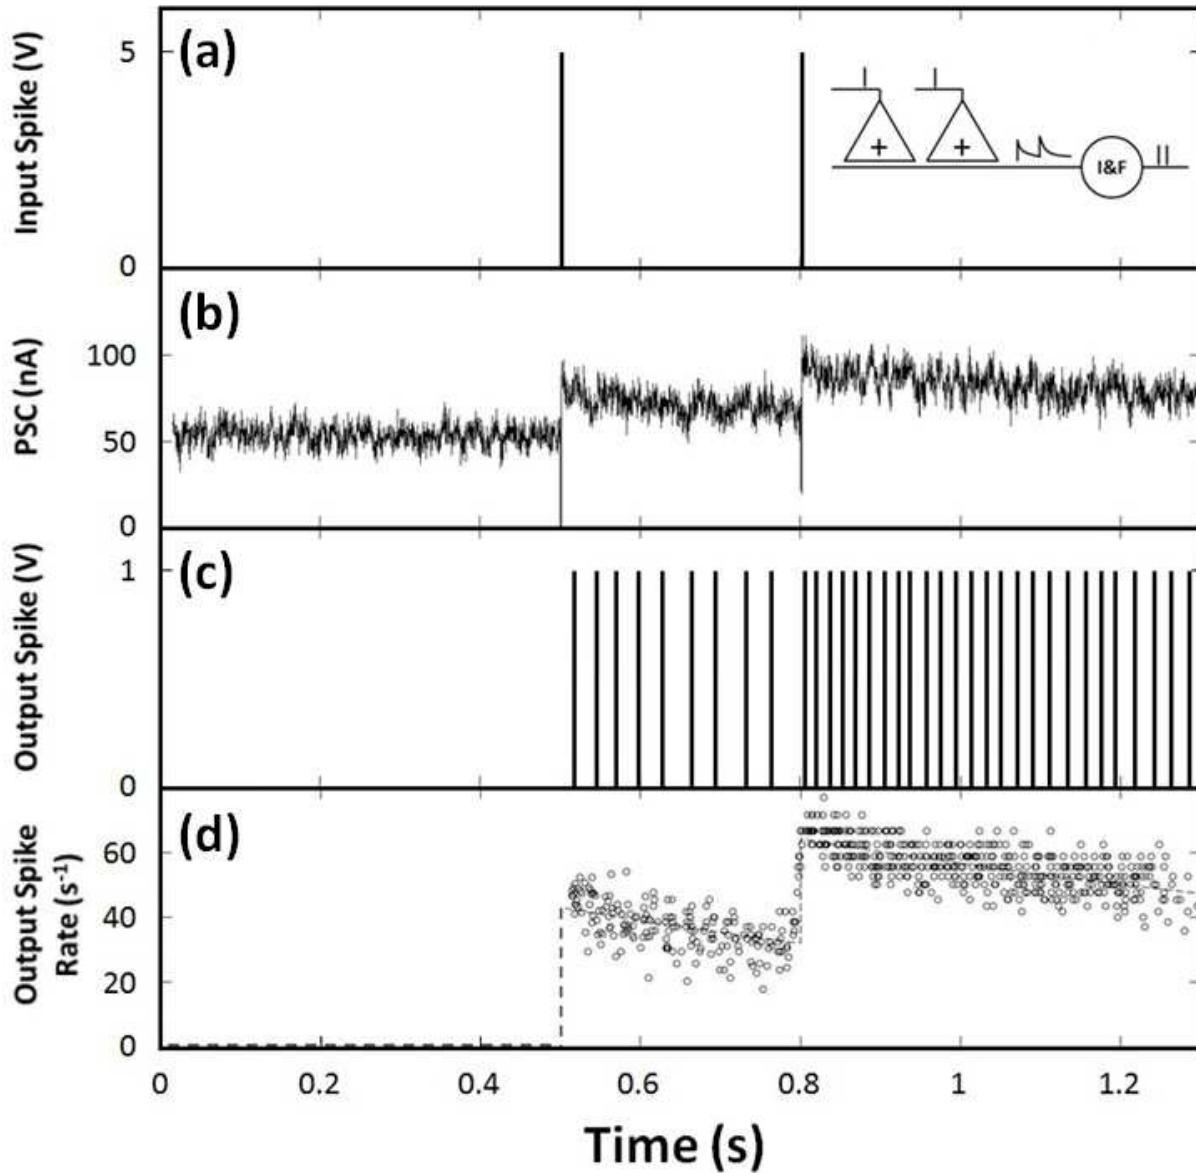 (a)
Input Spike (V)
5
0
+
+
I&F
(b)
PSC (nA)
100
50
0
(c)
Output Spike (V)
1
0
(d)
Output Spike
Rate (s⁻¹)
60
40
20
0
0 0.2 0.4 0.6 0.8 1 1.2
Time (s)